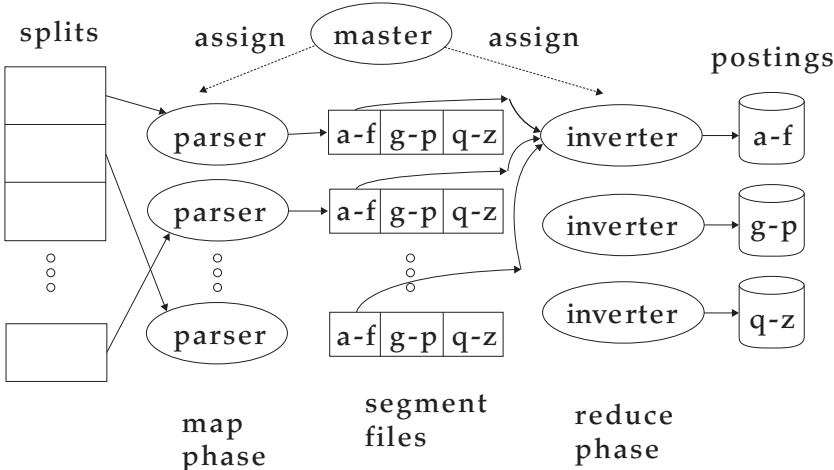 splits
assign
master
assign
postings
parser
a-f g-p q-z
inverter
a-f
parser
a-f g-p q-z
inverter
g-p
parser
a-f g-p q-z
inverter
q-z
map
phase
segment
files
reduce
phase